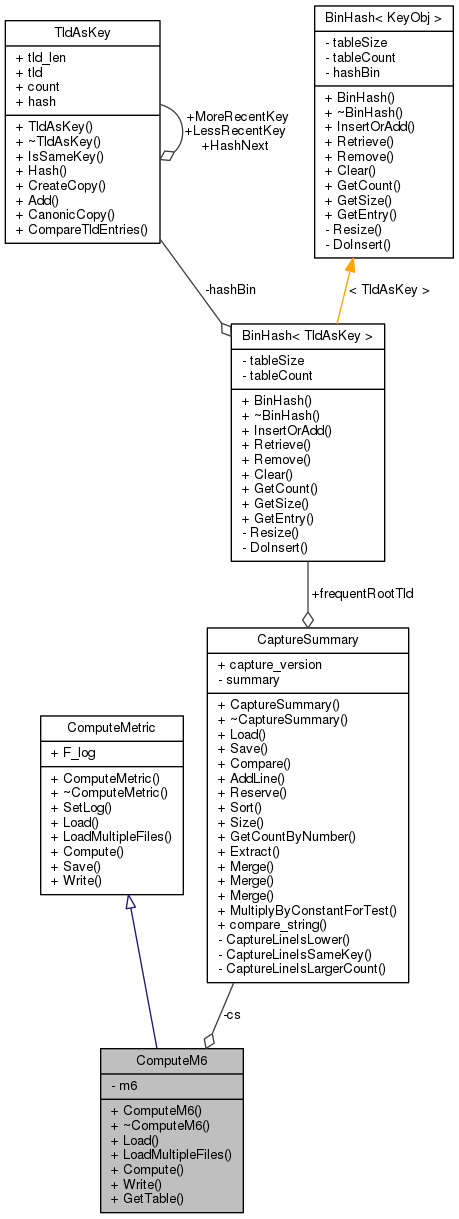 TldAsKey
+ tld_len
+ tld
+ count
+ hash
+ TldAsKey()
+ ~TldAsKey()
+ IsSameKey()
+ Hash()
+ CreateCopy()
+ Add()
+ CanonicCopy()
+ CompareTldEntries()
+MoreRecentKey
+LessRecentKey
+HashNext
BinHash< KeyObj >
- tableSize
- tableCount
- hashBin
+ BinHash()
+ ~BinHash()
+ InsertOrAdd()
+ Retrieve()
+ Remove()
+ Clear()
+ GetCount()
+ GetSize()
+ GetEntry()
- Resize()
- DoInsert()
-hashBin
< TldAsKey >
BinHash< TldAsKey >
- tableSize
- tableCount
+ BinHash()
+ ~BinHash()
+ InsertOrAdd()
+ Retrieve()
+ Remove()
+ Clear()
+ GetCount()
+ GetSize()
+ GetEntry()
- Resize()
- DoInsert()
+frequentRootTld
CaptureSummary
+ capture_version
- summary
+ CaptureSummary()
+ ~CaptureSummary()
+ Load()
+ Save()
+ Compare()
+ AddLine()
+ Reserve()
+ Sort()
+ Size()
+ GetCountByNumber()
+ Extract()
+ Merge()
+ Merge()
+ Merge()
+ MultiplyByConstantForTest()
+ compare_string()
- CaptureLineIsLower()
- CaptureLineIsSameKey()
- CaptureLineIsLargerCount()
ComputeMetric
+ F_log
+ ComputeMetric()
+ ~ComputeMetric()
+ SetLog()
+ Load()
+ LoadMultipleFiles()
+ Compute()
+ Save()
+ Write()
-cs
ComputeM6
- m6
+ ComputeM6()
+ ~ComputeM6()
+ Load()
+ LoadMultipleFiles()
+ Compute()
+ Write()
+ GetTable()